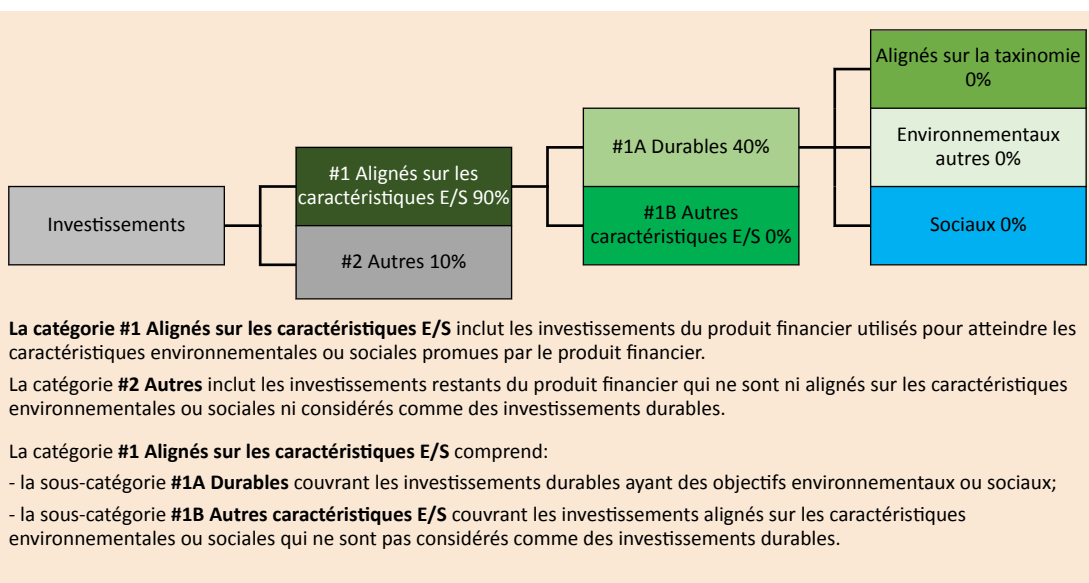 Alignés sur la taxinomie
0%
#1A Durables 40%
Environnementaux
autres 0%
#1 Alignés sur les
caractéristiques E/S 90%
Investissements
#1B Autres
caractéristiques E/S 0%
Sociaux 0%
#2 Autres 10%
La catégorie #1 Alignés sur les caractéristiques E/S inclut les investissements du produit financier utilisés pour atteindre les
caractéristiques environnementales ou sociales promues par le produit financier.
La catégorie #2 Autres inclut les investissements restants du produit financier qui ne sont ni alignés sur les caractéristiques
environnementales ou sociales ni considérés comme des investissements durables.
La catégorie #1 Alignés sur les caractéristiques E/S comprend:
- la sous-catégorie #1A Durables couvrant les investissements durables ayant des objectifs environnementaux ou sociaux;
- la sous-catégorie #1B Autres caractéristiques E/S couvrant les investissements alignés sur les caractéristiques
environnementales ou sociales qui ne sont pas considérés comme des investissements durables.